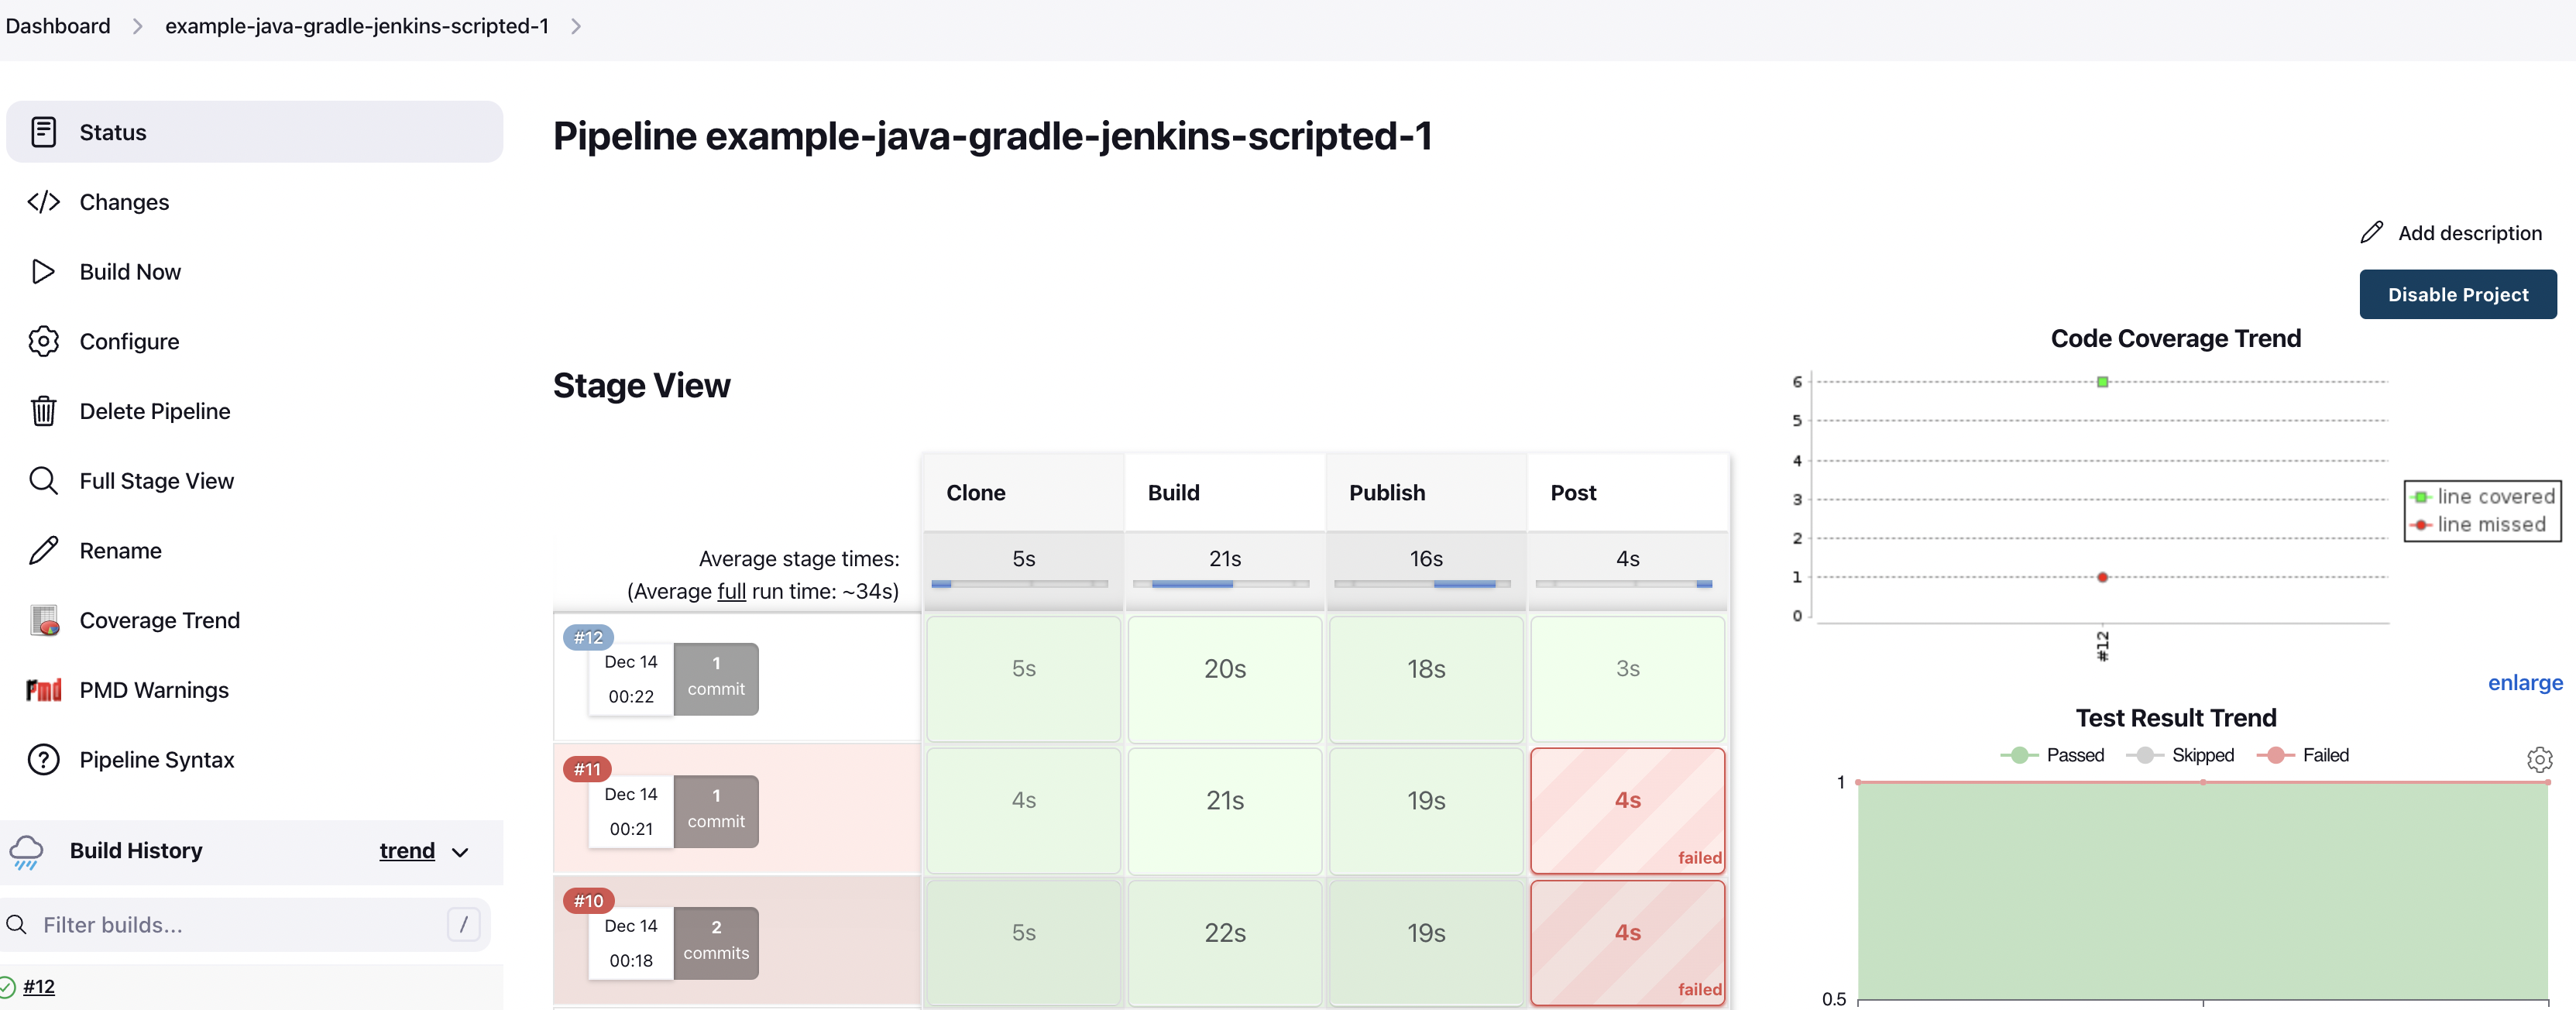 Dashboard
example-java-gradle-jenkins-scripted-1
Status
Changes
Build Now
Configure
Delete Pipeline
Full Stage View
Rename
Coverage Trend
PMD Warnings
Pipeline Syntax
Build History
trend
Filter builds...
/
#12
Pipeline example-java-gradle-jenkins-scripted-1
Add description
Disable Project
Stage View
Clone Build Publish Post
Average stage times:
(Average full run time: ~34s)
5s 21s 16s 4s
#12
Dec 14
00:22
1
commit
5s 20s 18s 3s
#11
Dec 14
00:21
1
commit
4s 21s 19s 4s
failed
#10
Dec 14
00:18
2
commits
5s 22s 19s 4s
failed
Code Coverage Trend
6
5
4
3
2
1
0
#12
line covered
line missed
enlarge
Test Result Trend
Passed Skipped Failed
1
0.5